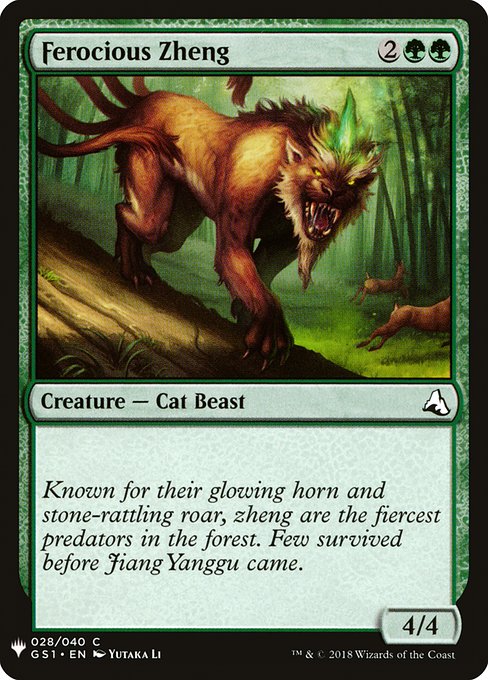 Ferocious Zheng 2
Creature — Cat Beast
Known for their glowing horn and
stone-rattling roar, zheng are the fiercest
predators in the forest. Few survived
before Jiang Yanggu came.
4/4
028/040 C
GS1 • EN Yutaka Li
™ & © 2018 Wizards of the Coast